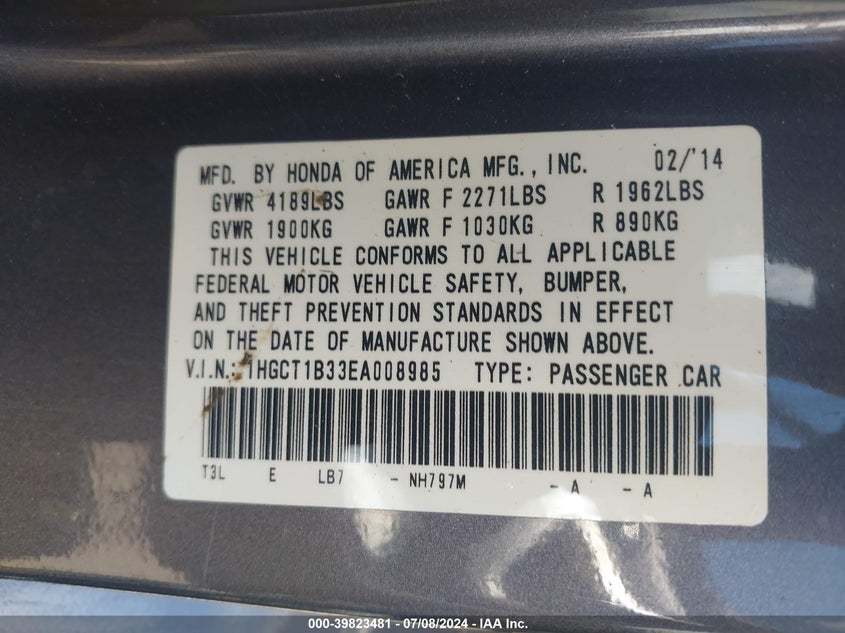 MFD. BY HONDA OF AMERICA MFG., INC. 02/'14
GVWR 4189LBS GAWR F 2271LBS R 1962LBS
GVWR 1900KG GAWR F 1030KG R 890KG
THIS VEHICLE CONFORMS TO ALL APPLICABLE
FEDERAL MOTOR VEHICLE SAFETY, BUMPER,
AND THEFT PREVENTION STANDARDS IN EFFECT
ON THE DATE OF MANUFACTURE SHOWN ABOVE.
V.I.N.: 1HGCT1B33EA008985 TYPE: PASSENGER CAR
T3L E LB7 - NH797M - A - A
000-39823481 - 07/08/2024 - IAA Inc.